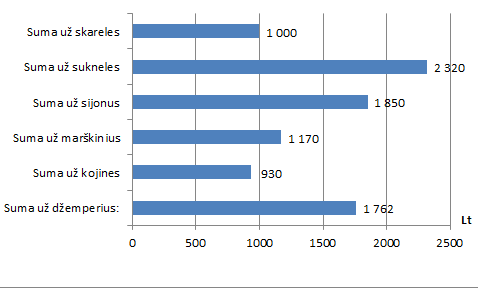 Suma už skareles 1 000
Suma už sukneles 2 320
Suma už sijonus 1 850
Suma už marškinius 1 170
Suma už kojines 930
Suma už džemperius: 1 762
Lt
0 500 1000 1500 2000 2500